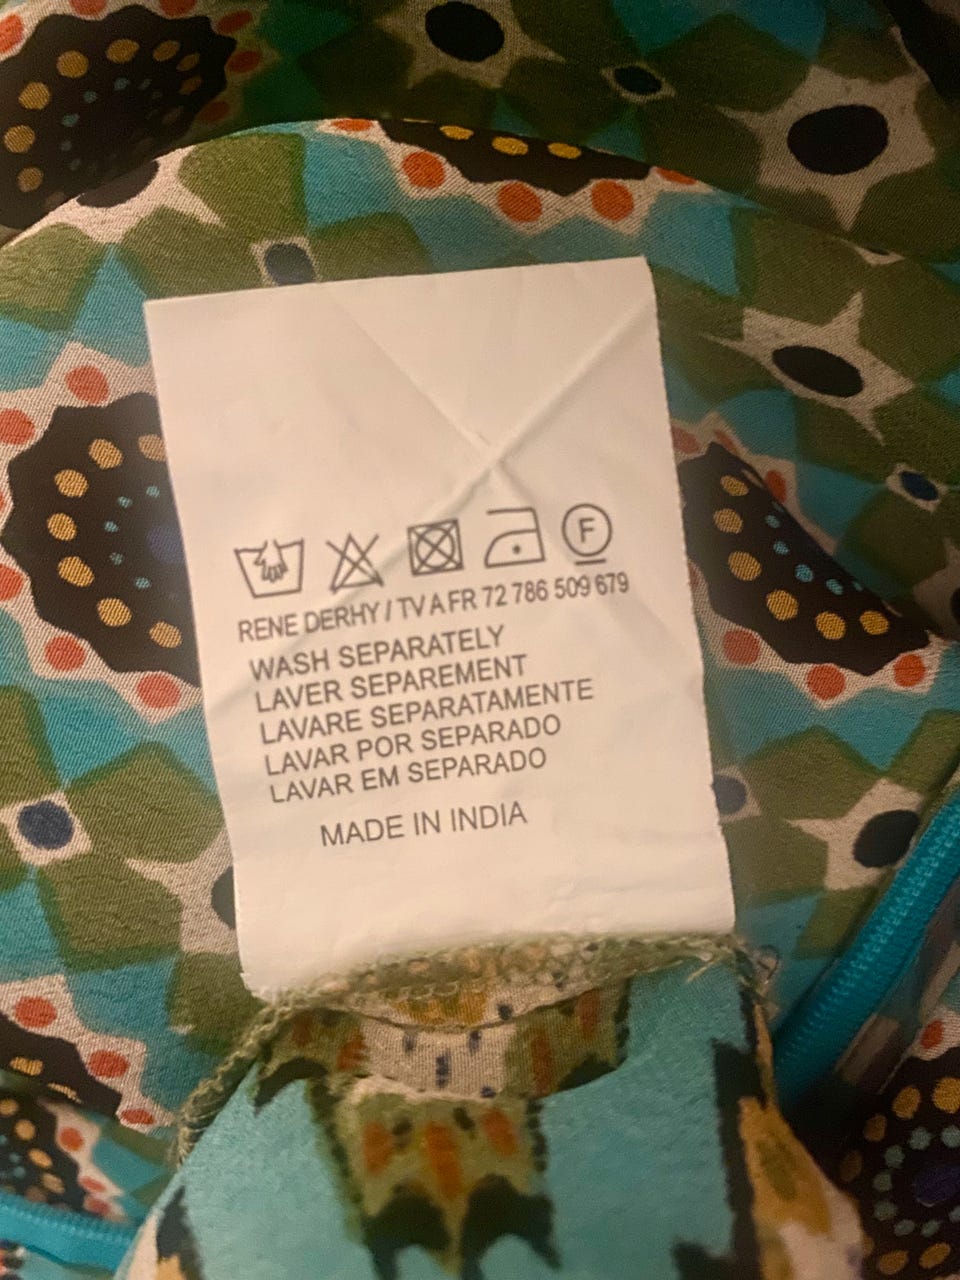 F
RENE DERHY / TVA FR 72 786 509 679
WASH SEPARATELY
LAVER SEPAREMENT
LAVARE SEPARATAMENTE
LAVAR POR SEPARADO
LAVAR EM SEPARADO
MADE IN INDIA